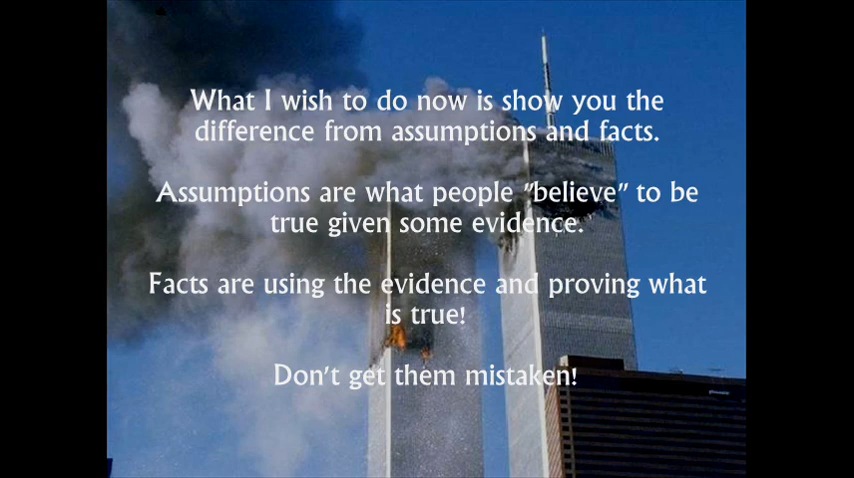 What I wish to do now is show you the
difference from assumptions and facts.
Assumptions are what people "believe" to be
true given some evidence.
Facts are using the evidence and proving what
is true!
Don't get them mistaken!